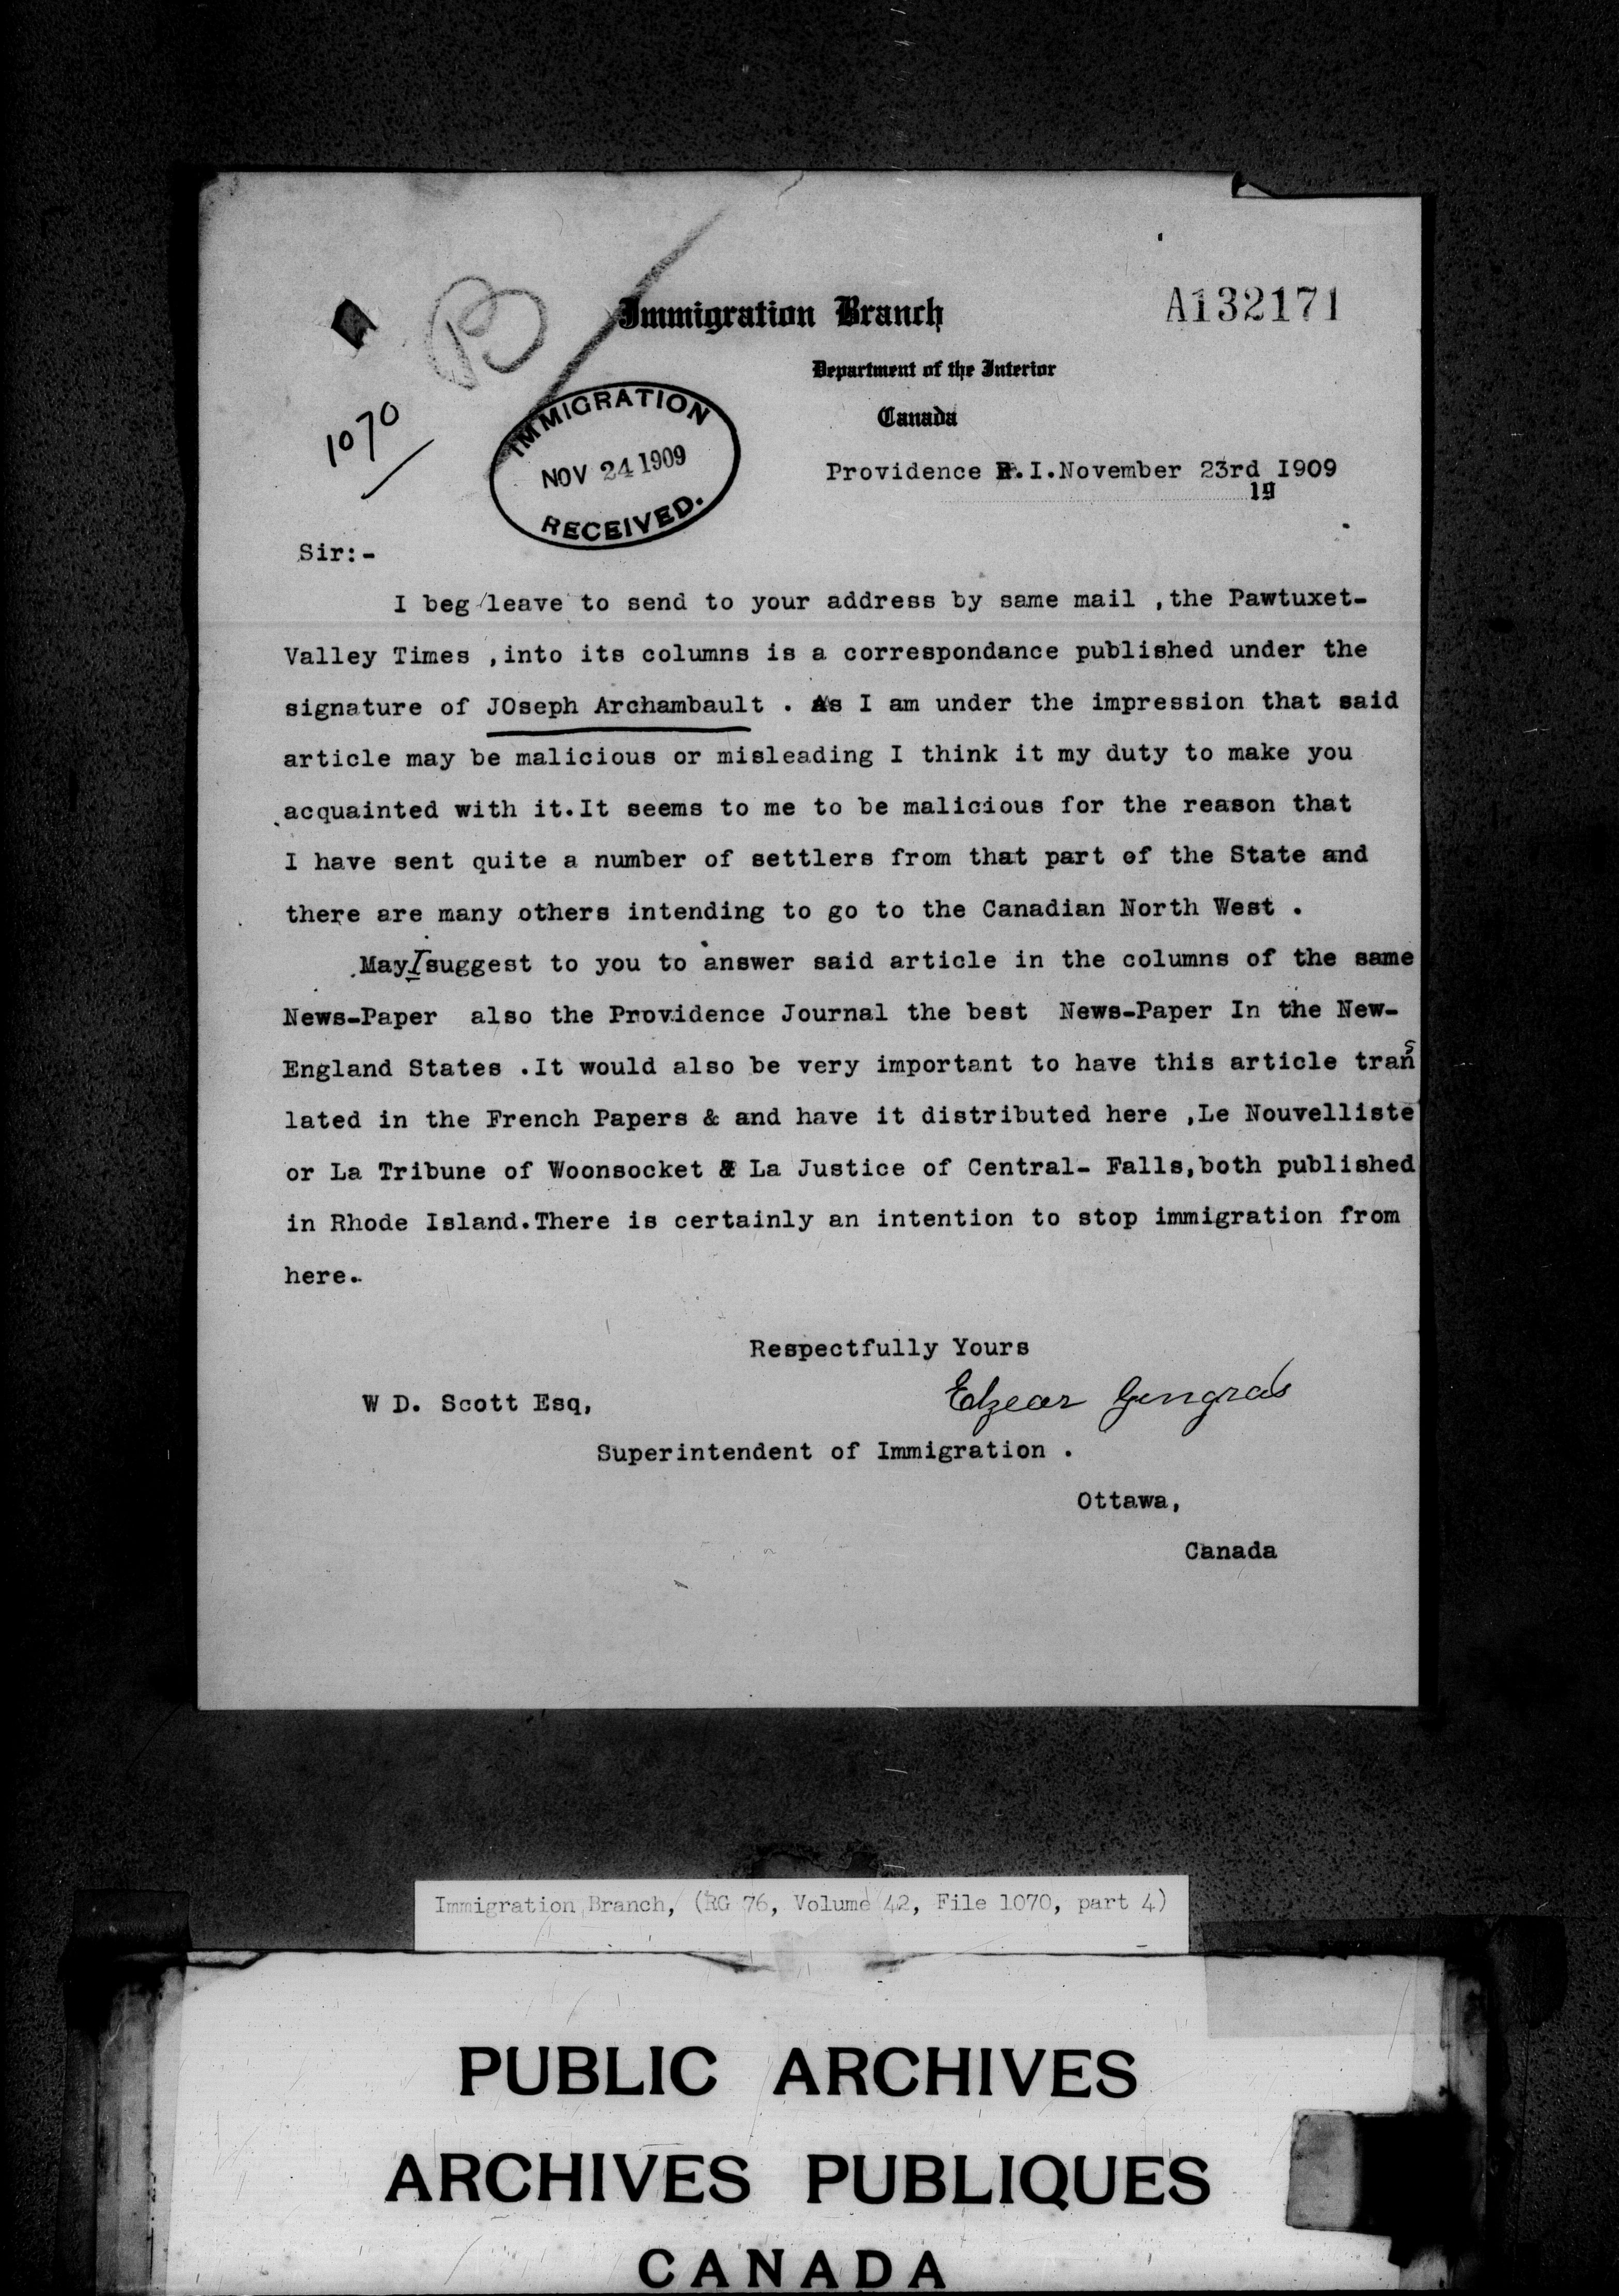 B
Immigration Branch
A132171
Department of the Interior
Canada
1070
IMMIGRATION
NOV 24 1909
RECEIVED.
Providence R.I.November 23rd I909
19
Sir:-
I beg leave to send to your address by same mail ,the Pawtuxet-
Valley Times ,into its columns is a correspondance published under the
signature of JOseph Archambault . As I am under the impression that said
article may be malicious or misleading I think it my duty to make you
acquainted with it.It seems to me to be malicious for the reason that
I have sent quite a number of settlers from that part of the State and
there are many others intending to go to the Canadian North West .
May I suggest to you to answer said article in the columns of the same
News-Paper also the Providence Journal the best News-Paper In the New-
England States .It would also be very important to have this article trans
lated in the French Papers & and have it distributed here ,Le Nouvelliste
or La Tribune of Woonsocket & La Justice of Central- Falls,both published
in Rhode Island.There is certainly an intention to stop immigration from
here.
Respectfully Yours
Elzear Gingras
W D. Scott Esq,
Superintendent of Immigration .
Ottawa,
Canada
Immigration Branch, (RG 76, Volume 42, File 1070, part 4)
PUBLIC ARCHIVES
ARCHIVES PUBLIQUES
CANADA